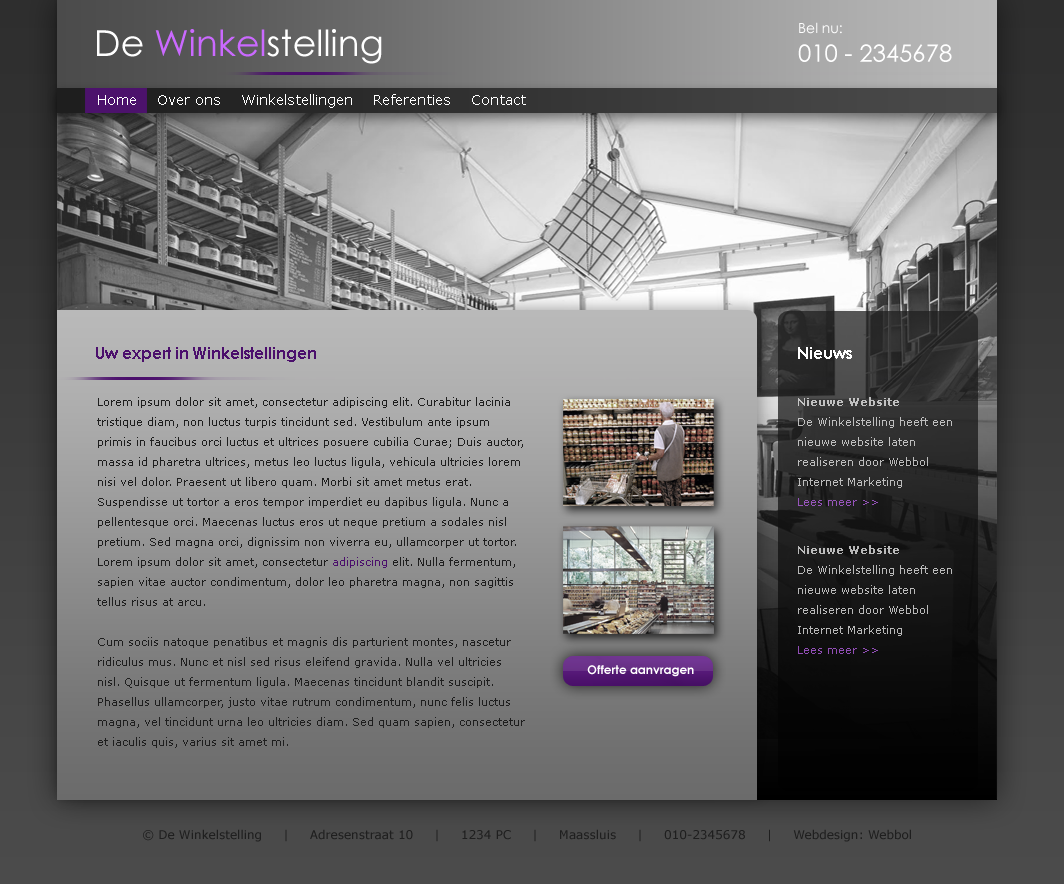 De Winkelstelling
Bel nu:
010 - 2345678
Home Over ons Winkelstellingen Referenties Contact
Uw expert in Winkelstellingen
Lorem ipsum dolor sit amet, consectetur adipiscing elit. Curabitur lacinia
tristique diam, non luctus turpis tincidunt sed. Vestibulum ante ipsum
primis in faucibus orci luctus et ultrices posuere cubilia Curae; Duis auctor,
massa id pharetra ultrices, metus leo luctus ligula, vehicula ultricies lorem
nisi vel dolor. Praesent ut libero quam. Morbi sit amet metus erat.
Suspendisse ut tortor a eros tempor imperdiet eu dapibus ligula. Nunc a
pellentesque orci. Maecenas luctus eros ut neque pretium a sodales nisl
pretium. Sed magna orci, dignissim non viverra eu, ullamcorper ut tortor.
Lorem ipsum dolor sit amet, consectetur adipiscing elit. Nulla fermentum,
sapien vitae auctor condimentum, dolor leo pharetra magna, non sagittis
tellus risus at arcu.
Cum sociis natoque penatibus et magnis dis parturient montes, nascetur
ridiculus mus. Nunc et nisl sed risus eleifend gravida. Nulla vel ultricies
nisl. Quisque ut fermentum ligula. Maecenas tincidunt blandit suscipit.
Phasellus ullamcorper, justo vitae rutrum condimentum, nunc felis luctus
magna, vel tincidunt urna leo ultricies diam. Sed quam sapien, consectetur
et iaculis quis, varius sit amet mi.
Offerte aanvragen
Nieuws
Nieuwe Website
De Winkelstelling heeft een
nieuwe website laten
realiseren door Webbol
Internet Marketing
Lees meer >>
Nieuwe Website
De Winkelstelling heeft een
nieuwe website laten
realiseren door Webbol
Internet Marketing
Lees meer >>
© De Winkelstelling | Adresenstraat 10 | 1234 PC | Maassluis | 010-2345678 | Webdesign: Webbol